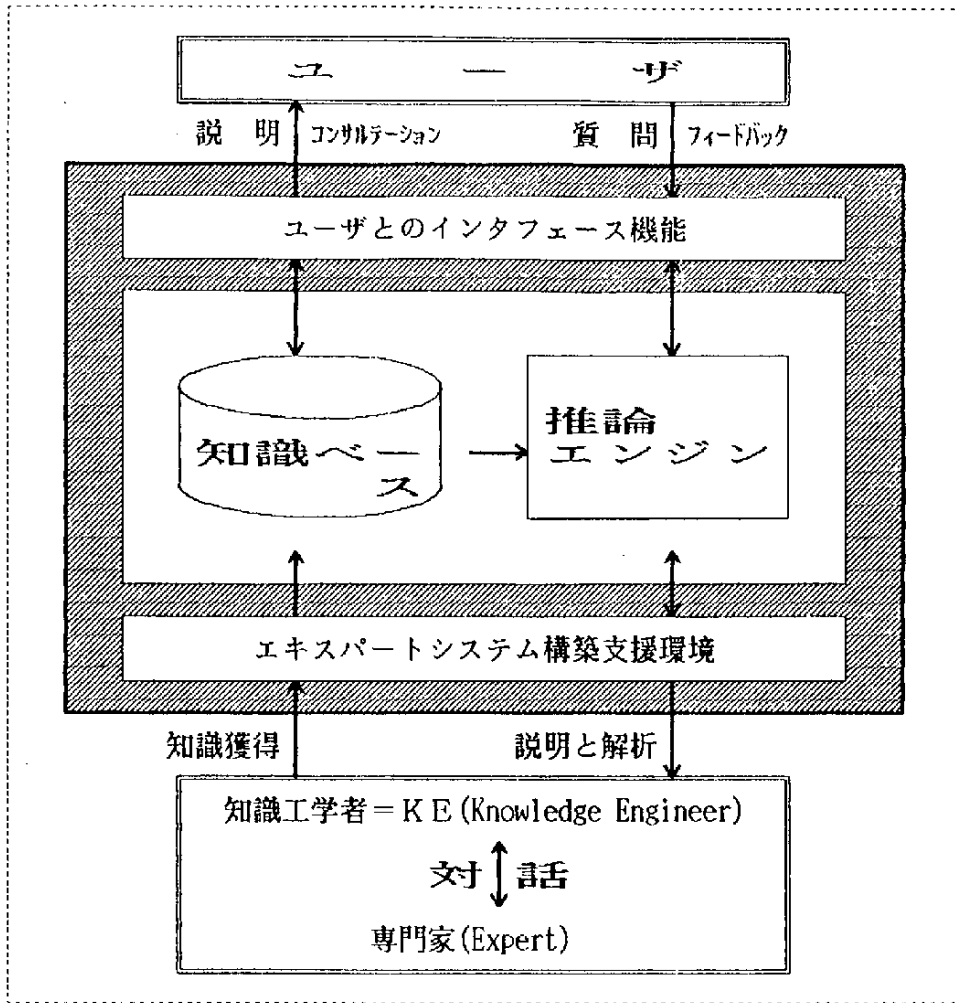 ユーザ
説明 コンサルテーション 質問 フィードバック
ユーザとのインタフェース機能
知識ベース
推論
エンジン
エキスパートシステム構築支援環境
知識獲得 説明と解析
知識工学者=KE(Knowledge Engineer)
対話
専門家(Expert)